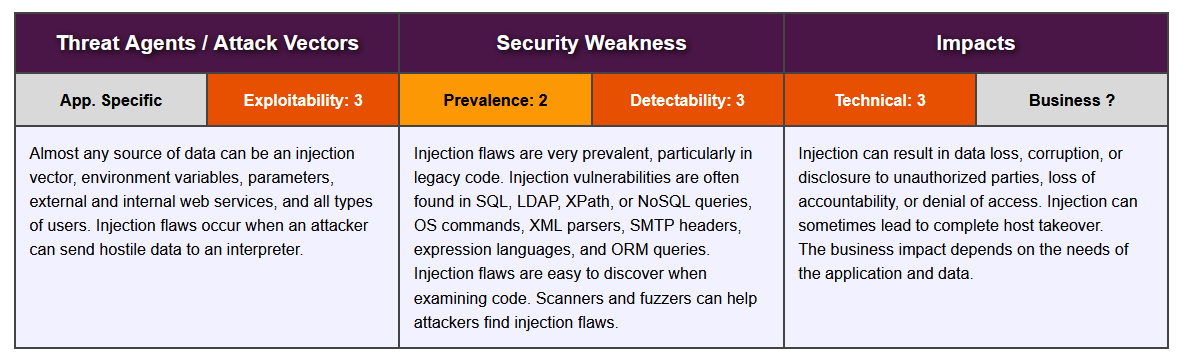 Threat Agents / Attack Vectors
Security Weakness
Impacts
App. Specific
Exploitability: 3
Prevalence: 2
Detectability: 3
Technical: 3
Business ?
Almost any source of data can be an injection
vector, environment variables, parameters,
external and internal web services, and all types
of users. Injection flaws occur when an attacker
can send hostile data to an interpreter.
Injection flaws are very prevalent, particularly in
legacy code. Injection vulnerabilities are often
found in SQL, LDAP, XPath, or NoSQL queries,
OS commands, XML parsers, SMTP headers,
expression languages, and ORM queries.
Injection flaws are easy to discover when
examining code. Scanners and fuzzers can help
attackers find injection flaws.
Injection can result in data loss, corruption, or
disclosure to unauthorized parties, loss of
accountability, or denial of access. Injection can
sometimes lead to complete host takeover.
The business impact depends on the needs of
the application and data.